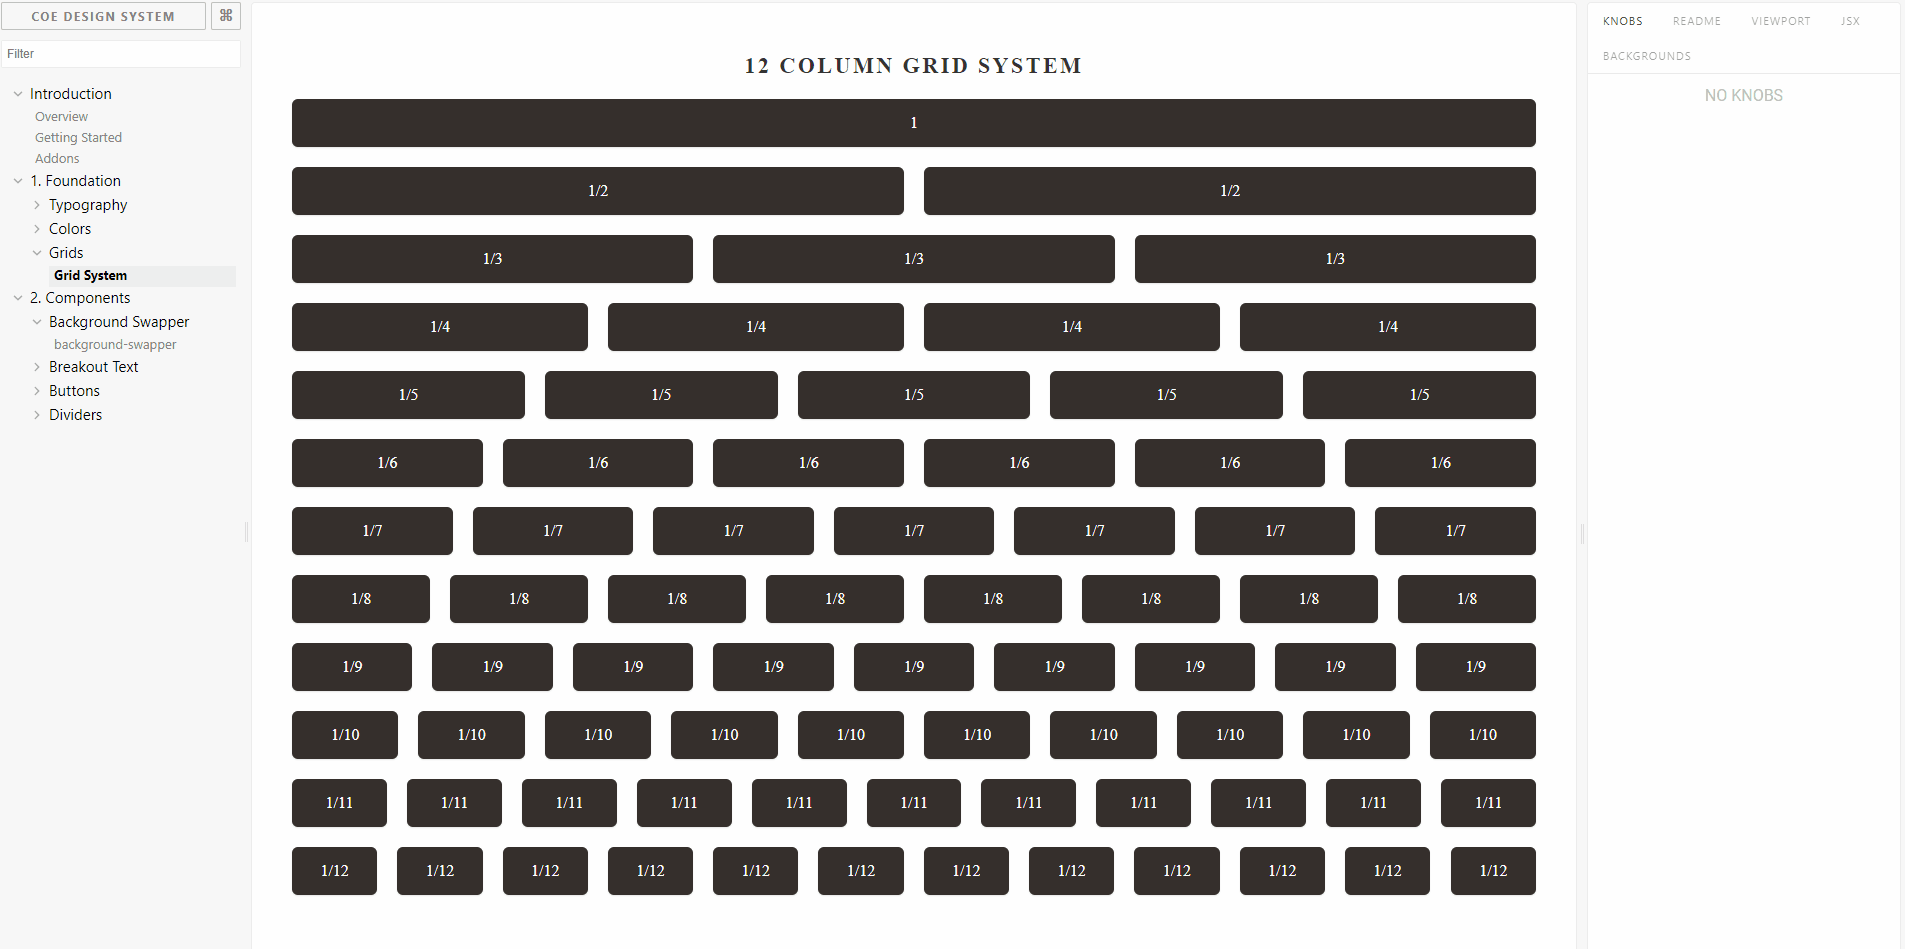 COE DESIGN SYSTEM ⌘
Filter
Introduction
Overview
Getting Started
Addons
1. Foundation
Typography
Colors
Grids
Grid System
2. Components
Background Swapper
background-swapper
Breakout Text
Buttons
Dividers
12 COLUMN GRID SYSTEM
1
1/2 1/2
1/3 1/3 1/3
1/4 1/4 1/4 1/4
1/5 1/5 1/5 1/5 1/5
1/6 1/6 1/6 1/6 1/6 1/6
1/7 1/7 1/7 1/7 1/7 1/7 1/7
1/8 1/8 1/8 1/8 1/8 1/8 1/8 1/8
1/9 1/9 1/9 1/9 1/9 1/9 1/9 1/9 1/9
1/10 1/10 1/10 1/10 1/10 1/10 1/10 1/10 1/10 1/10
1/11 1/11 1/11 1/11 1/11 1/11 1/11 1/11 1/11 1/11 1/11
1/12 1/12 1/12 1/12 1/12 1/12 1/12 1/12 1/12 1/12 1/12 1/12
KNOBS README VIEWPORT JSX
BACKGROUNDS
NO KNOBS